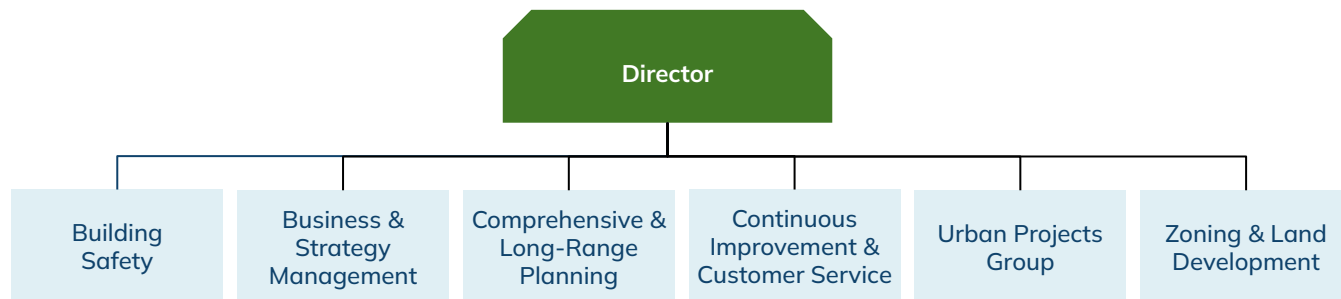 Director
Building
Safety
Business &
Strategy
Management
Comprehensive &
Long-Range
Planning
Continuous
Improvement &
Customer Service
Urban Projects
Group
Zoning & Land
Development